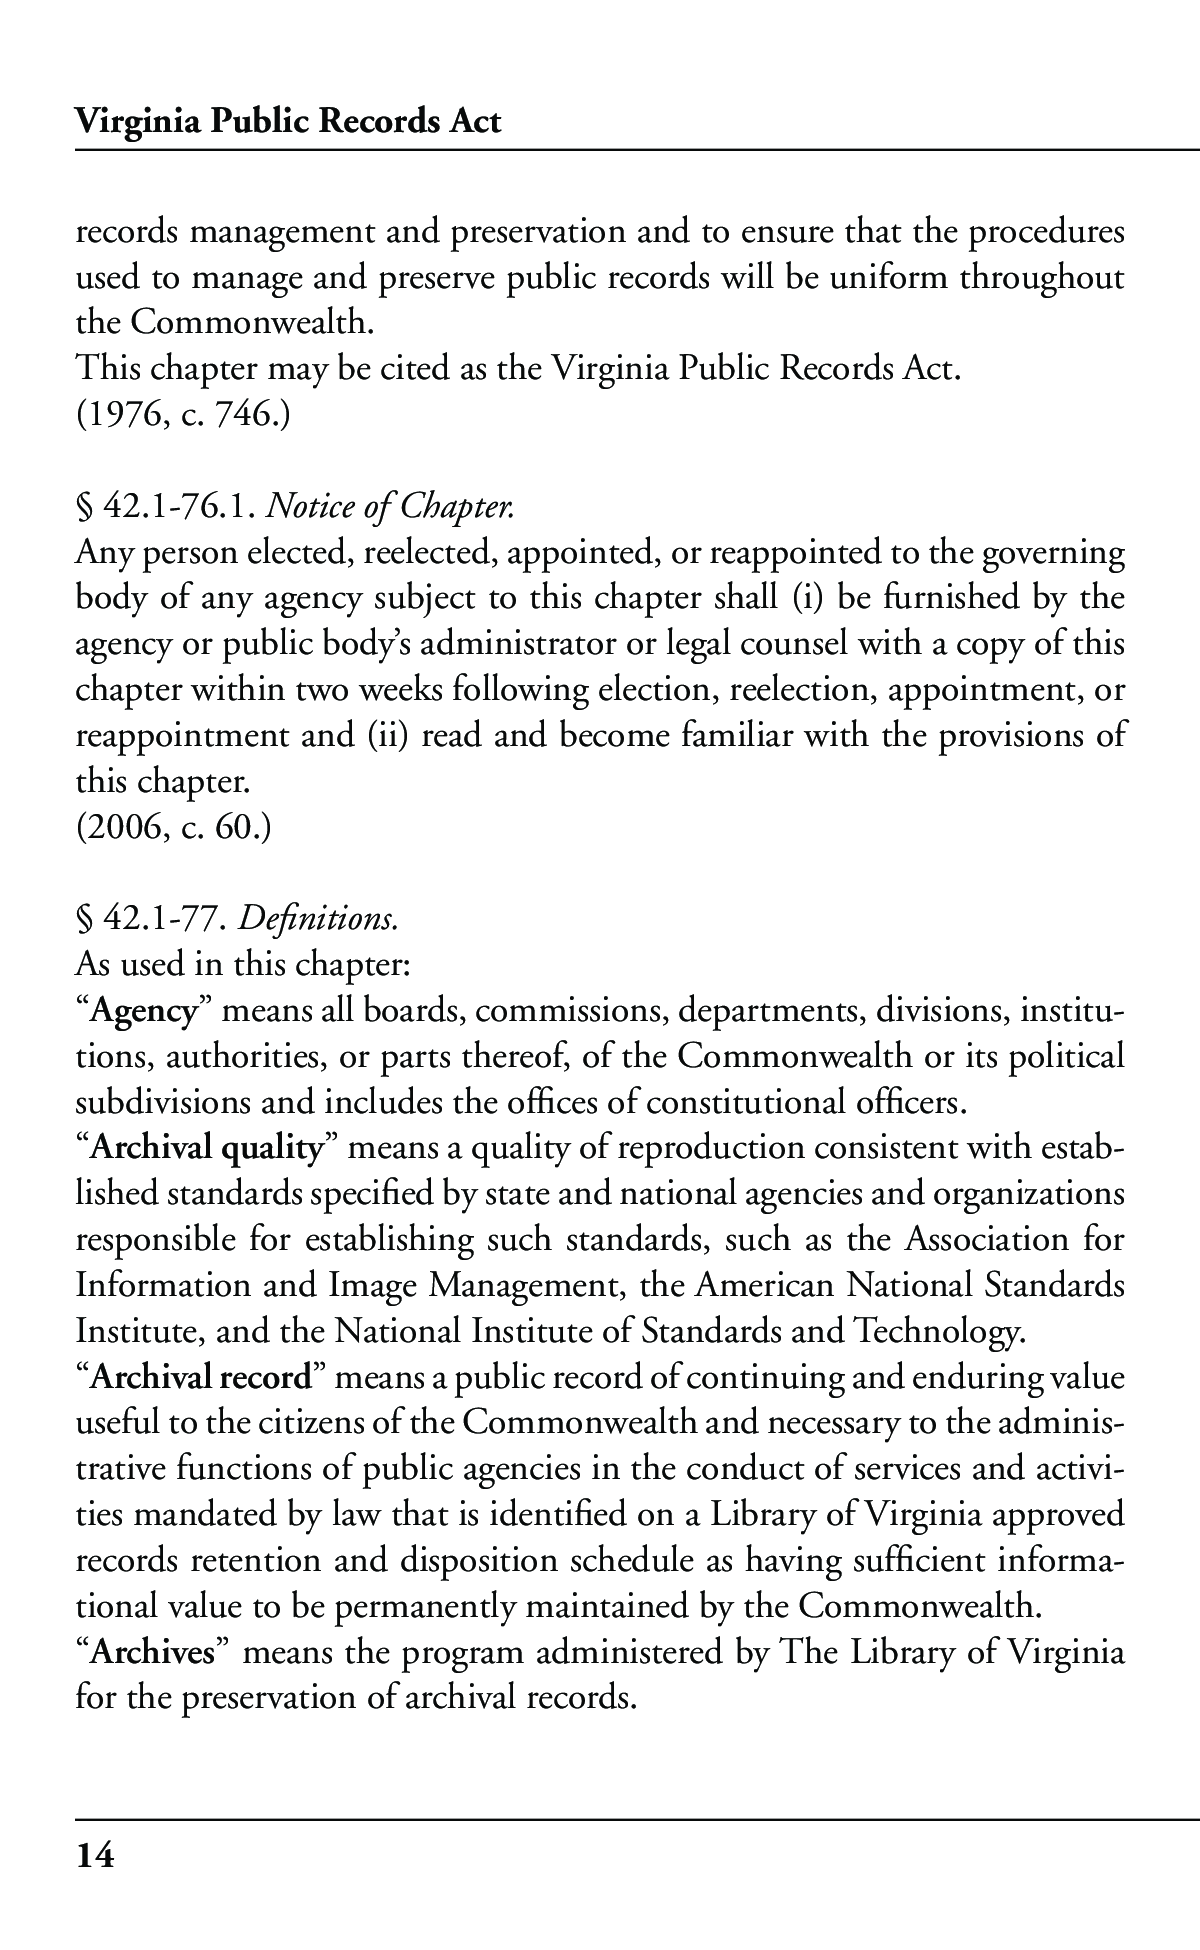 Virginia Public Records Act
records management and preservation and to ensure that the procedures
used to manage and preserve public records will be uniform throughout
the Commonwealth.
This chapter may be cited as the Virginia Public Records Act.
(1976, c. 746.)
§ 42.1-76.1. Notice of Chapter.
Any person elected, reelected, appointed, or reappointed to the governing
body of any agency subject to this chapter shall (i) be furnished by the
agency or public body’s administrator or legal counsel with a copy of this
chapter within two weeks following election, reelection, appointment, or
reappointment and (ii) read and become familiar with the provisions of
this chapter.
(2006, c. 60.)
§ 42.1-77. Definitions.
As used in this chapter:
“Agency” means all boards, commissions, departments, divisions, institu-
tions, authorities, or parts thereof, of the Commonwealth or its political
subdivisions and includes the offices of constitutional officers.
“Archival quality” means a quality of reproduction consistent with estab-
lished standards specified by state and national agencies and organizations
responsible for establishing such standards, such as the Association for
Information and Image Management, the American National Standards
Institute, and the National Institute of Standards and Technology.
“Archival record” means a public record of continuing and enduring value
useful to the citizens of the Commonwealth and necessary to the adminis-
trative functions of public agencies in the conduct of services and activi-
ties mandated by law that is identified on a Library of Virginia approved
records retention and disposition schedule as having sufficient informa-
tional value to be permanently maintained by the Commonwealth.
“Archives” means the program administered by The Library of Virginia
for the preservation of archival records.
14